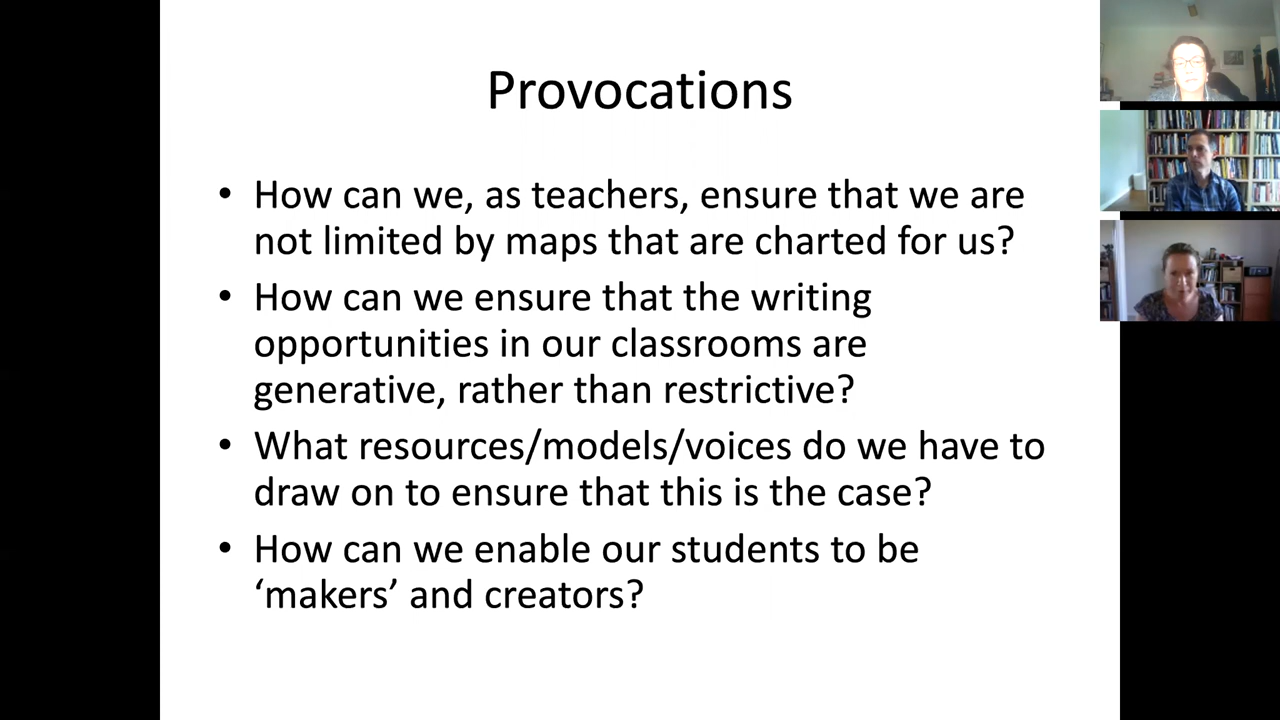 Provocations
• How can we, as teachers, ensure that we are
not limited by maps that are charted for us?
• How can we ensure that the writing
opportunities in our classrooms are
generative, rather than restrictive?
• What resources/models/voices do we have to
draw on to ensure that this is the case?
• How can we enable our students to be
‘makers’ and creators?